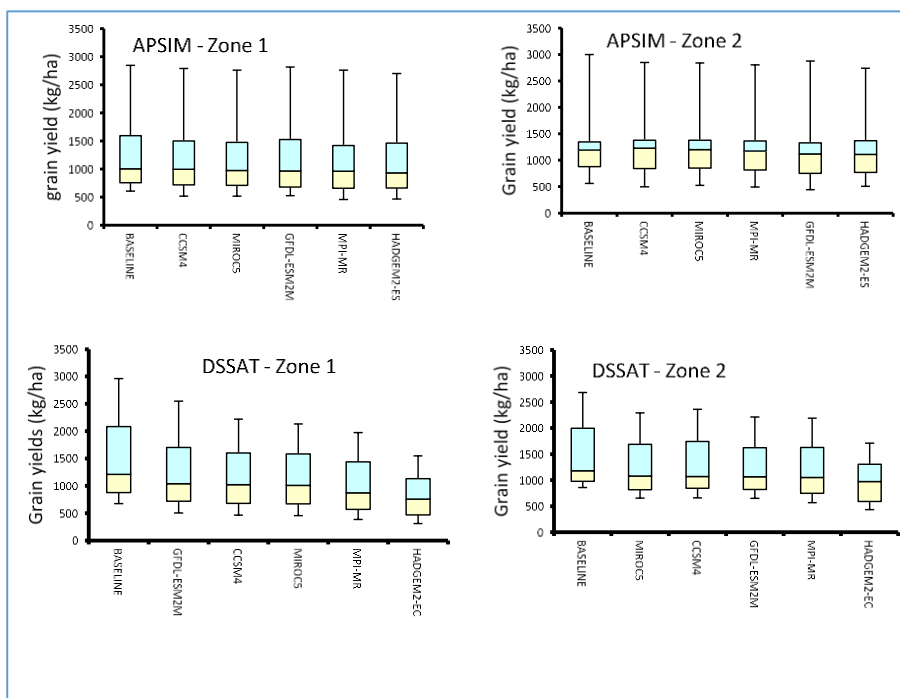 APSIM - Zone 1
grain yield (kg/ha)
3500
3000
2500
2000
1500
1000
500
0
BASELINE
CCSM4
MIROC5
GFDL-ESM2M
MPI-MR
HADGEM2-ES
APSIM - Zone 2
Grain yield (kg/ha)
3500
3000
2500
2000
1500
1000
500
0
BASELINE
CCSM4
MIROC5
MPI-MR
GFDL-ESM2M
HADGEM2-ES
DSSAT - Zone 1
Grain yields (kg/ha)
3500
3000
2500
2000
1500
1000
500
0
BASELINE
GFDL-ESM2M
CCSM4
MIROC5
MPI-MR
HADGEM2-EC
DSSAT - Zone 2
Grain yield (kg/ha)
3500
3000
2500
2000
1500
1000
500
0
BASELINE
MIROC5
CCSM4
GFDL-ESM2M
MPI-MR
HADGEM2-EC